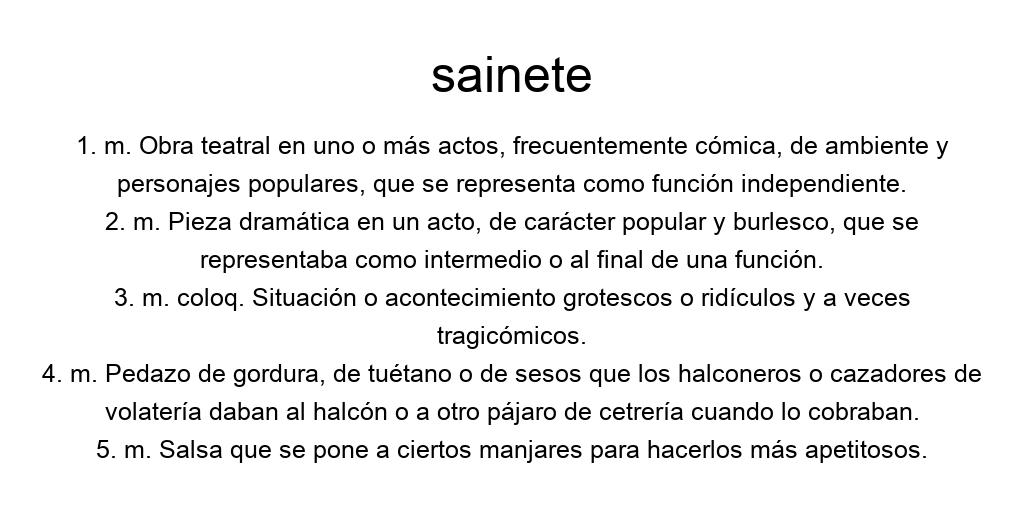 sainete
1. m. Obra teatral en uno o más actos, frecuentemente cómica, de ambiente y
personajes populares, que se representa como función independiente.
2. m. Pieza dramática en un acto, de carácter popular y burlesco, que se
representaba como intermedio o al final de una función.
3. m. coloq. Situación o acontecimiento grotescos o ridículos y a veces
tragicómicos.
4. m. Pedazo de gordura, de tuétano o de sesos que los halconeros o cazadores de
volatería daban al halcón o a otro pájaro de cetrería cuando lo cobraban.
5. m. Salsa que se pone a ciertos manjares para hacerlos más apetitosos.